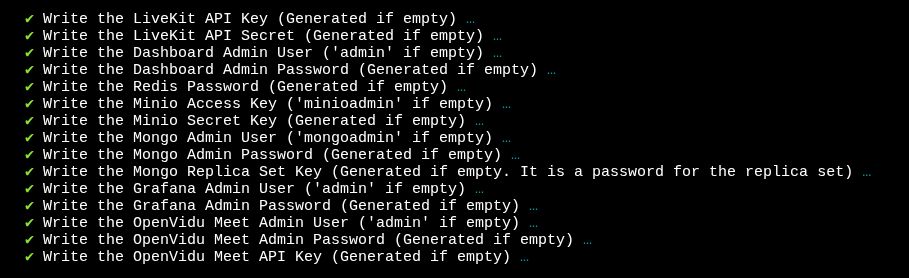 ✔ Write the LiveKit API Key (Generated if empty) …
✔ Write the LiveKit API Secret (Generated if empty) …
✔ Write the Dashboard Admin User ('admin' if empty) …
✔ Write the Dashboard Admin Password (Generated if empty) …
✔ Write the Redis Password (Generated if empty) …
✔ Write the Minio Access Key ('minioadmin' if empty) …
✔ Write the Minio Secret Key (Generated if empty) …
✔ Write the Mongo Admin User ('mongoadmin' if empty) …
✔ Write the Mongo Admin Password (Generated if empty) …
✔ Write the Mongo Replica Set Key (Generated if empty. It is a password for the replica set) …
✔ Write the Grafana Admin User ('admin' if empty) …
✔ Write the Grafana Admin Password (Generated if empty) …
✔ Write the OpenVidu Meet Admin User ('admin' if empty) …
✔ Write the OpenVidu Meet Admin Password (Generated if empty) …
✔ Write the OpenVidu Meet API Key (Generated if empty) …